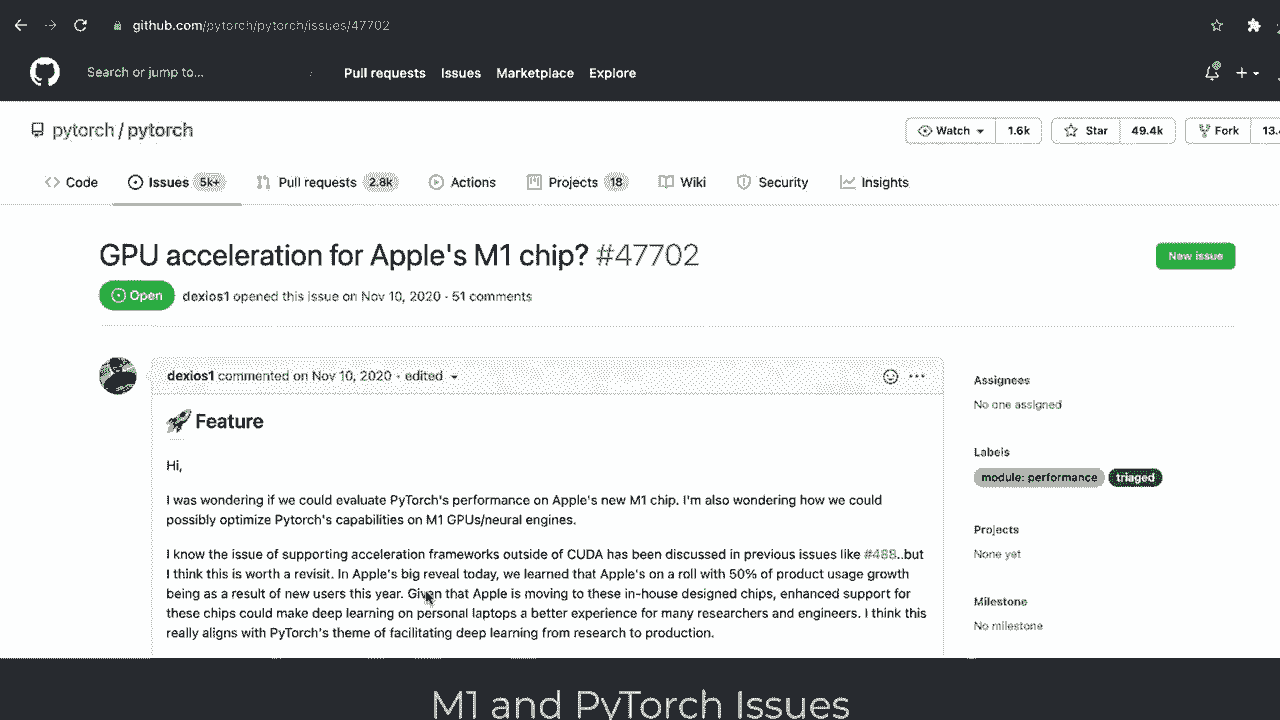 github.com/pytorch/pytorch/issues/47702
Search or jump to...
Pull requests Issues Marketplace Explore
pytorch / pytorch
Watch 1.6k Star 49.4k Fork 13.4
Code Issues 5k+ Pull requests 2.8k Actions Projects 18 Wiki Security Insights
GPU acceleration for Apple's M1 chip? #47702
New issue
Open dexios1 opened this issue on Nov 10, 2020 · 51 comments
dexios1 commented on Nov 10, 2020 · edited
Feature
Hi,
I was wondering if we could evaluate PyTorch's performance on Apple's new M1 chip. I'm also wondering how we could
possibly optimize Pytorch's capabilities on M1 GPUs/neural engines.
I know the issue of supporting acceleration frameworks outside of CUDA has been discussed in previous issues like #488..but
I think this is worth a revisit. In Apple's big reveal today, we learned that Apple's on a roll with 50% of product usage growth
being as a result of new users this year. Given that Apple is moving to these in-house designed chips, enhanced support for
these chips could make deep learning on personal laptops a better experience for many researchers and engineers. I think this
really aligns with PyTorch's theme of facilitating deep learning from research to production.
Assignees
No one assigned
Labels
module: performance triaged
Projects
None yet
Milestone
No milestone
M1 and PyTorch Issues